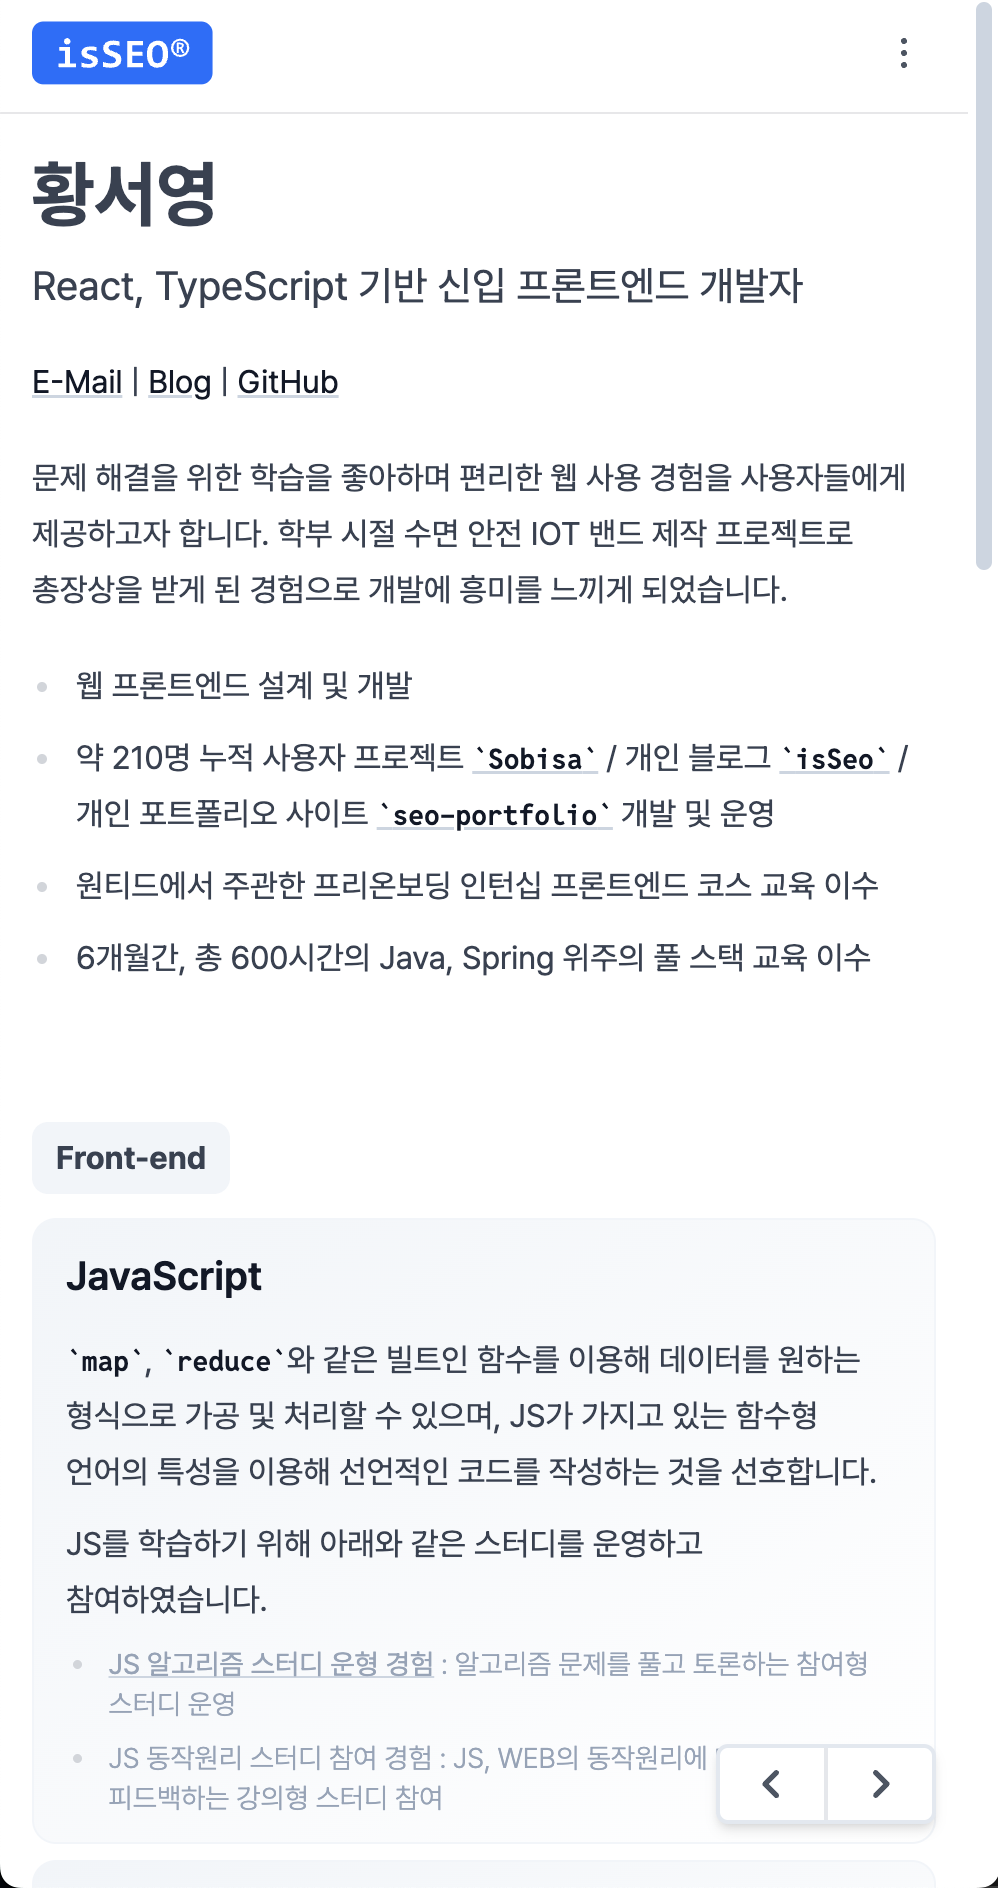 isSEO®
황서영
React, TypeScript 기반 신입 프론트엔드 개발자
E-Mail | Blog | GitHub
문제 해결을 위한 학습을 좋아하며 편리한 웹 사용 경험을 사용자들에게
제공하고자 합니다. 학부 시절 수면 안전 IOT 밴드 제작 프로젝트로
총장상을 받게 된 경험으로 개발에 흥미를 느끼게 되었습니다.
웹 프론트엔드 설계 및 개발
약 210명 누적 사용자 프로젝트 `Sobisa` / 개인 블로그 `isSeo` /
개인 포트폴리오 사이트 `seo-portfolio` 개발 및 운영
원티드에서 주관한 프리온보딩 인턴십 프론트엔드 코스 교육 이수
6개월간, 총 600시간의 Java, Spring 위주의 풀 스택 교육 이수
Front-end
JavaScript
`map`, `reduce`와 같은 빌트인 함수를 이용해 데이터를 원하는
형식으로 가공 및 처리할 수 있으며, JS가 가지고 있는 함수형
언어의 특성을 이용해 선언적인 코드를 작성하는 것을 선호합니다.
JS를 학습하기 위해 아래와 같은 스터디를 운영하고
참여하였습니다.
JS 알고리즘 스터디 운형 경험 : 알고리즘 문제를 풀고 토론하는 참여형
스터디 운영
JS 동작원리 스터디 참여 경험 : JS, WEB의 동작원리에
피드백하는 강의형 스터디 참여